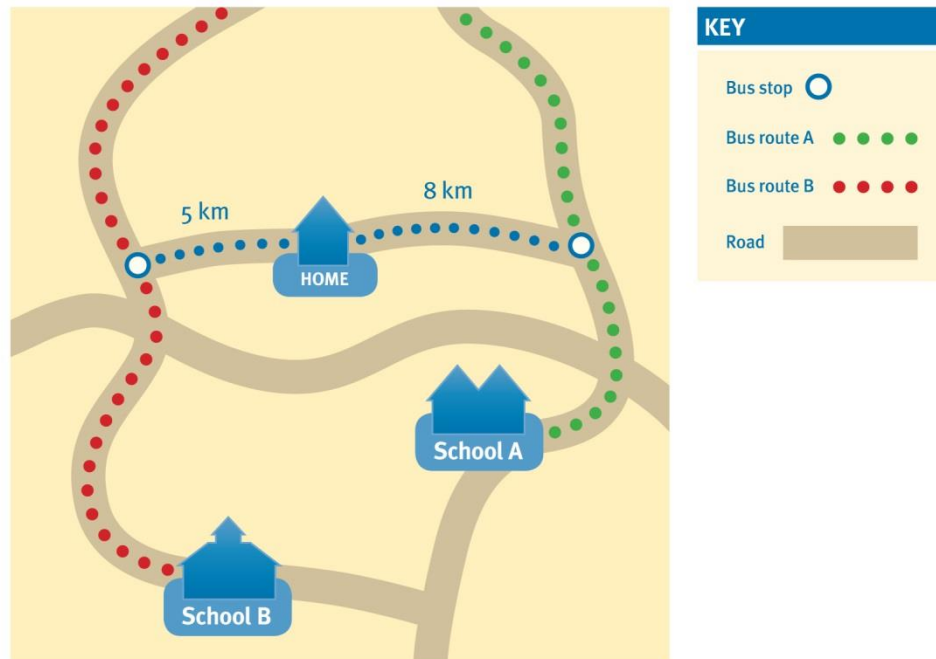 KEY
Bus stop
Bus route A
Bus route B
Road
5 km
8 km
HOME
School A
School B